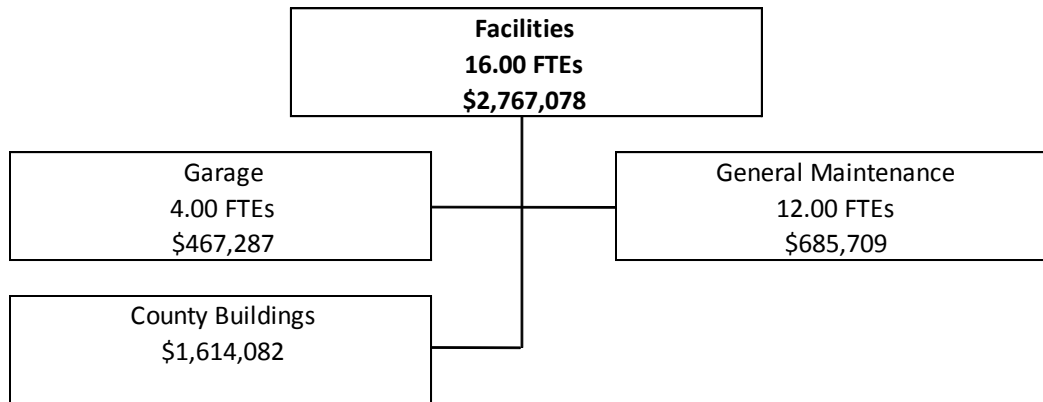 Facilities
16.00 FTEs
$2,767,078
Garage
4.00 FTEs
$467,287
General Maintenance
12.00 FTEs
$685,709
County Buildings
$1,614,082